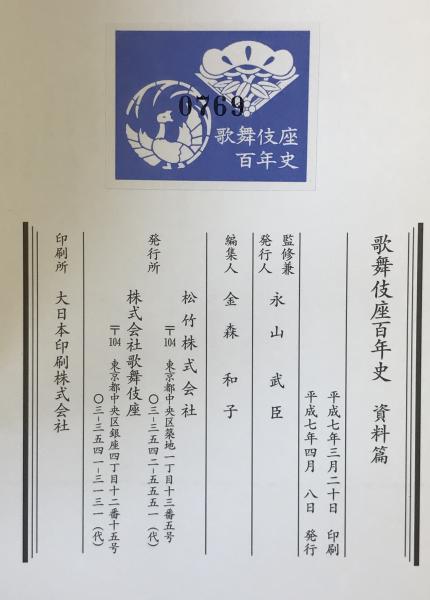 0769
歌舞伎座
百年史
歌舞伎座百年史 資料篇
平成七年三月二十日 印刷
平成七年四月 八日 発行
監修兼
発行人 永山武臣
編集人 金森和子
発行所 松竹株式会社
〒104 東京都中央区築地一丁目十三番五号
〇三-三五四二-五五五一(代)
株式会社歌舞伎座
〒104 東京都中央区銀座四丁目十二番十五号
〇三-三五四一-三一三一(代)
印刷所 大日本印刷株式会社